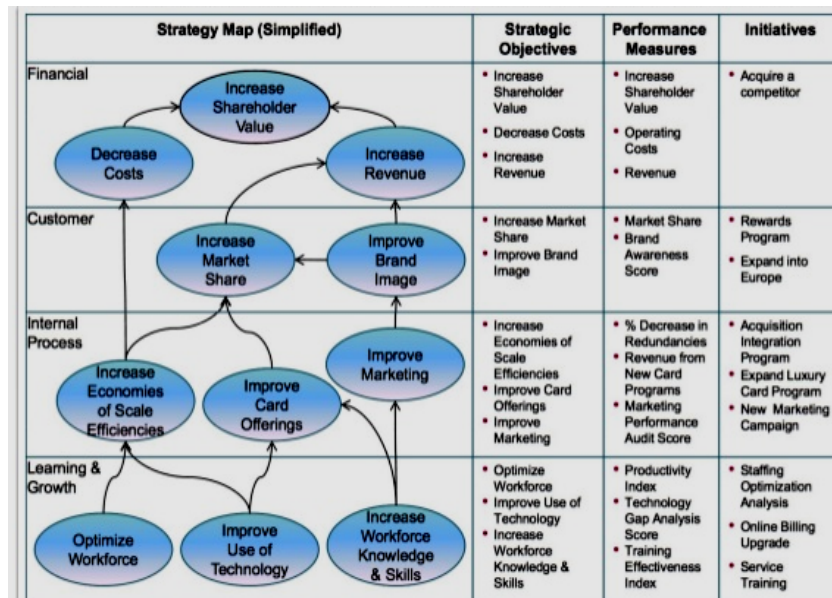 Strategy Map (Simplified)
Strategic
Objectives
Performance
Measures
Initiatives
Financial
Increase
Shareholder
Value
Decrease
Costs
Increase
Revenue
• Increase
Shareholder
Value
• Decrease Costs
• Increase
Revenue
• Increase
Shareholder
Value
• Operating
Costs
• Revenue
• Acquire a
competitor
Customer
Increase
Market
Share
Improve
Brand
Image
• Increase Market
Share
• Improve Brand
Image
• Market Share
• Brand
Awareness
Score
• Rewards
Program
• Expand into
Europe
Internal
Process
Increase
Economies
of Scale
Efficiencies
Improve
Card
Offerings
Improve
Marketing
• Increase
Economies of
Scale
Efficiencies
• Improve Card
Offerings
• Improve
Marketing
• % Decrease in
Redundancies
• Revenue from
New Card
Programs
• Marketing
Performance
Audit Score
• Acquisition
Integration
Program
• Expand Luxury
Card Program
• New Marketing
Campaign
Learning &
Growth
Optimize
Workforce
Improve
Use of
Technology
Increase
Workforce
Knowledge
& Skills
• Optimize
Workforce
• Improve Use of
Technology
• Increase
Workforce
Knowledge &
Skills
• Productivity
Index
• Technology
Gap Analysis
Score
• Training
Effectiveness
Index
• Staffing
Optimization
Analysis
• Online Billing
Upgrade
• Service
Training